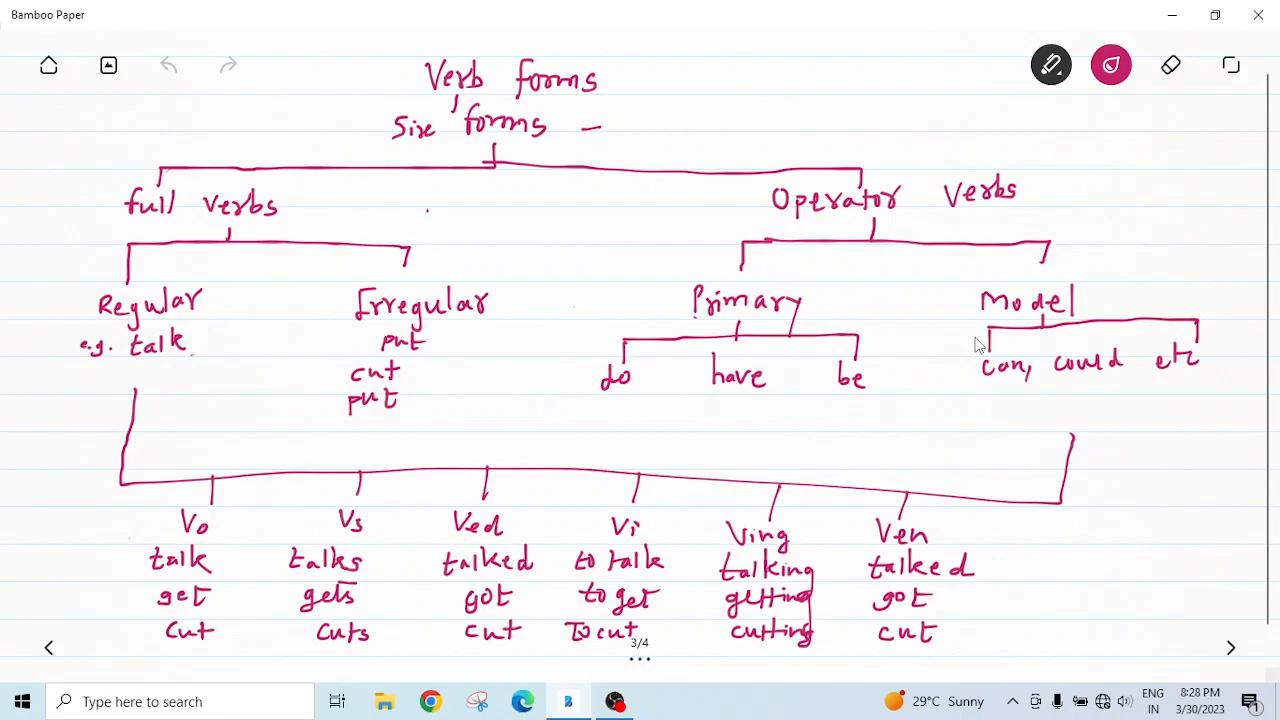 Bamboo Paper
Verb forms
Six forms -
full verbs
Operator Verbs
Regular
Irregular
Primary
Model
e.g. talk
put
cut
put
do have be
can, could etc
Vo Vs Ved Vi Ving Ven
talk talks talked to talk talking talked
get gets got to get getting got
cut cuts cut To cut cutting cut
3/4
Type here to search
29°C Sunny
ENG
IN
8:28 PM
3/30/2023
1